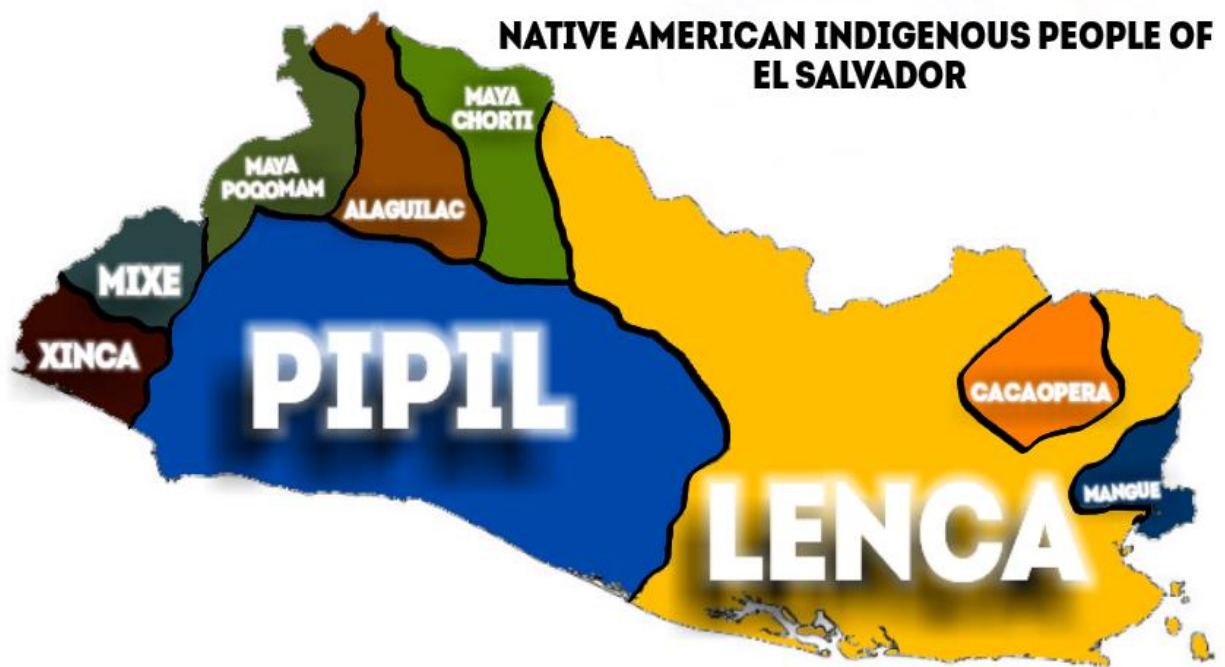 NATIVE AMERICAN INDIGENOUS PEOPLE OF
EL SALVADOR
MAYA
CHORTI
MAYA
POQOMAM
ALAGUILAC
MIXE
XINCA
PIPIL
CACAOPERA
MANGUE
LENCA